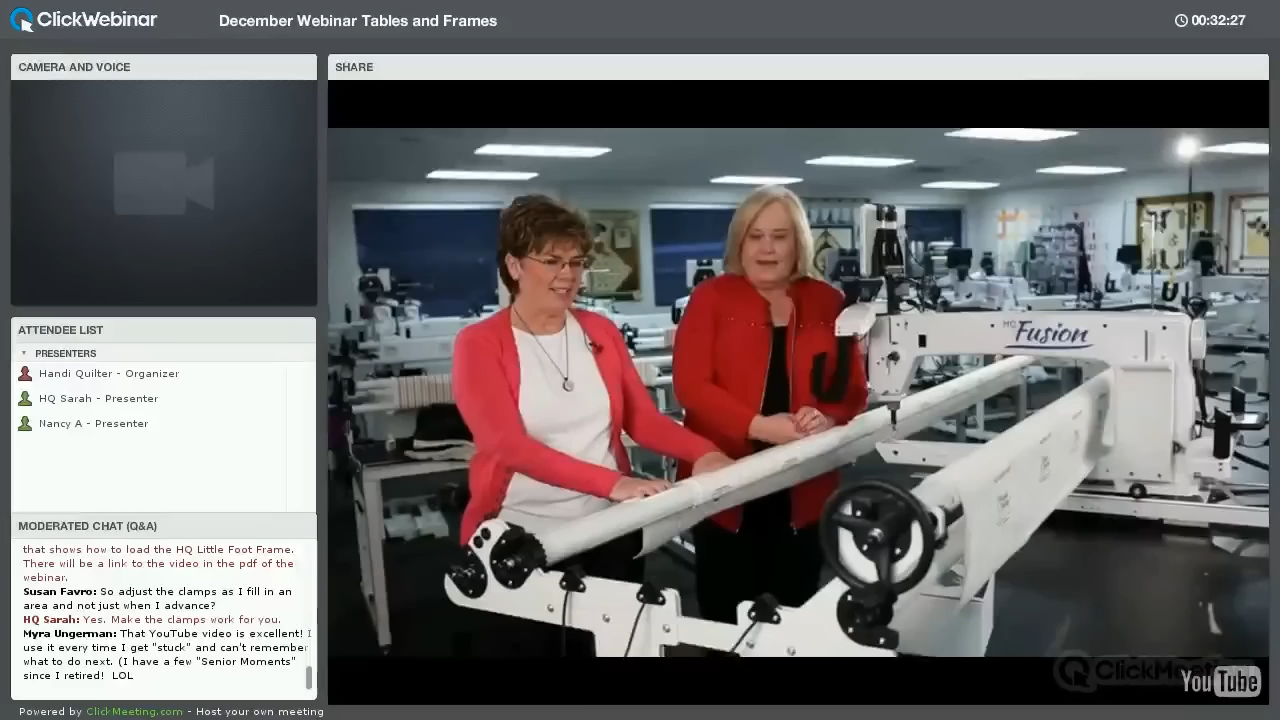 ClickWebinar
December Webinar Tables and Frames
00:32:27
CAMERA AND VOICE
SHARE
HQ Fusion
ATTENDEE LIST
PRESENTERS
Handi Quilter - Organizer
HQ Sarah - Presenter
Nancy A - Presenter
MODERATED CHAT (Q&A)
that shows how to load the HQ Little Foot Frame.
There will be a link to the video in the pdf of the
webinar.
Susan Favro: So adjust the clamps as I fill in an
area and not just when I advance?
HQ Sarah: Yes. Make the clamps work for you.
Myra Ungerman: That YouTube video is excellent! I
use it every time I get "stuck" and can't remember
what to do next. (I have a few "Senior Moments"
since I retired! LOL
ClickMeeting
YouTube
Powered by ClickMeeting.com - Host your own meeting